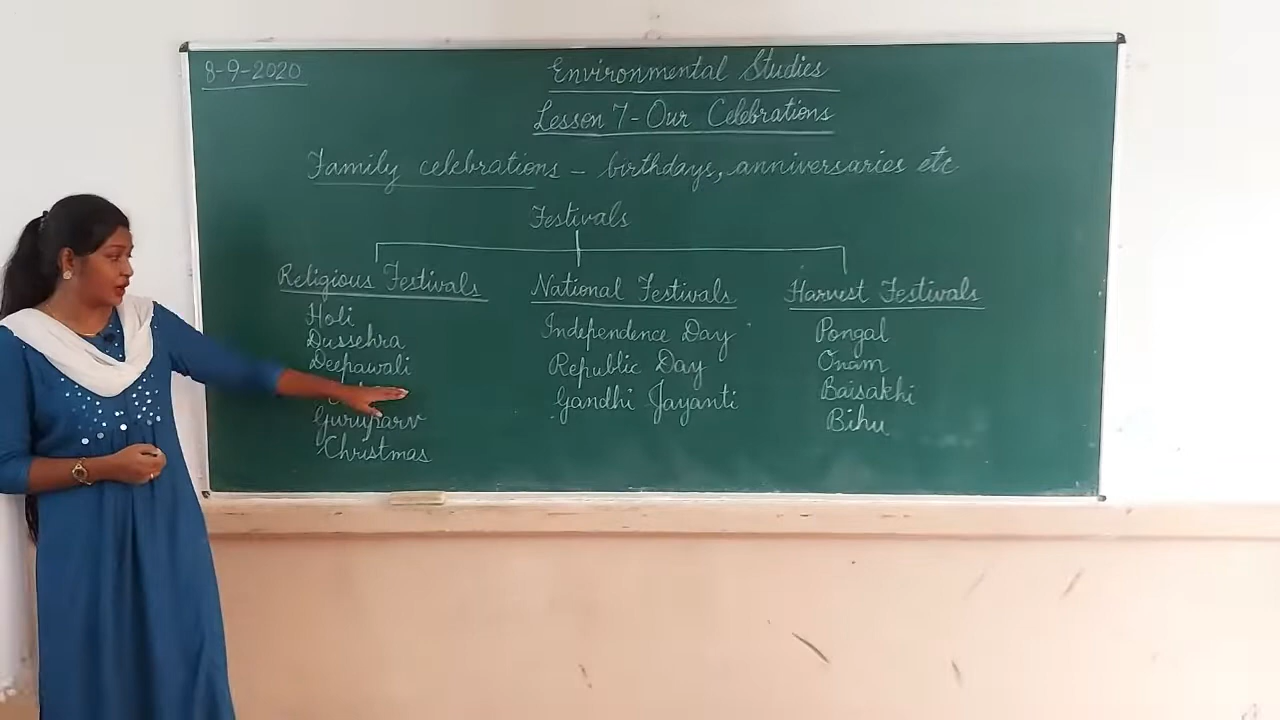 8-9-2020
Environmental Studies
Lesson 7 - Our Celebrations
Family celebrations - birthdays, anniversaries etc
Festivals
Religious Festivals
Holi
Dussehra
Deepawali
Guruparv
Christmas
National Festivals
Independence Day
Republic Day
Gandhi Jayanti
Harvest Festivals
Pongal
Onam
Baisakhi
Bihu